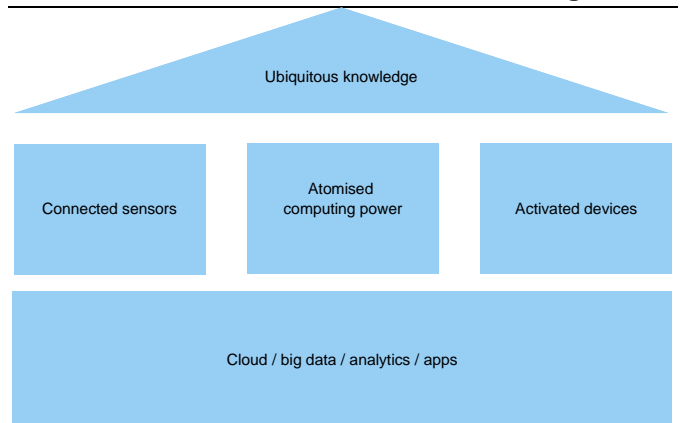 Ubiquitous knowledge
Connected sensors
Atomised
computing power
Activated devices
Cloud / big data / analytics / apps